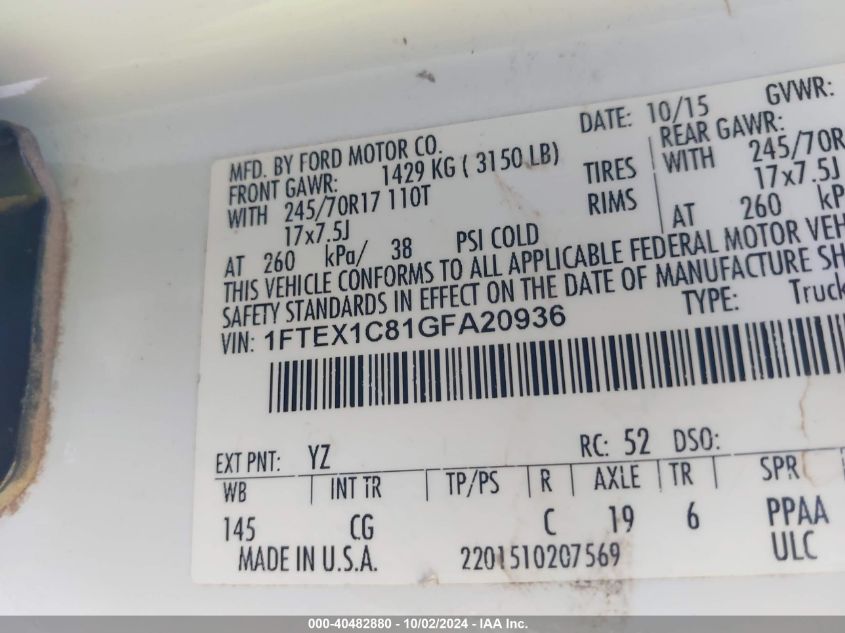 DATE: 10/15 GVWR:
MFD. BY FORD MOTOR CO.
FRONT GAWR: 1429 KG ( 3150 LB) REAR GAWR:
WITH 245/70R17 110T TIRES WITH 245/70R
17x7.5J RIMS 17x7.5J
AT 260 kPa/ 38 PSI COLD AT 260 kP
THIS VEHICLE CONFORMS TO ALL APPLICABLE FEDERAL MOTOR VEH
SAFETY STANDARDS IN EFFECT ON THE DATE OF MANUFACTURE SH
VIN: 1FTEX1C81GFA20936 TYPE: Truck
EXT PNT: YZ RC: 52 DSO:
WB INT TR TP/PS R AXLE TR SPR
145 CG C 19 6 PPAA
MADE IN U.S.A. 2201510207569 ULC
000-40482880 - 10/02/2024 - IAA Inc.